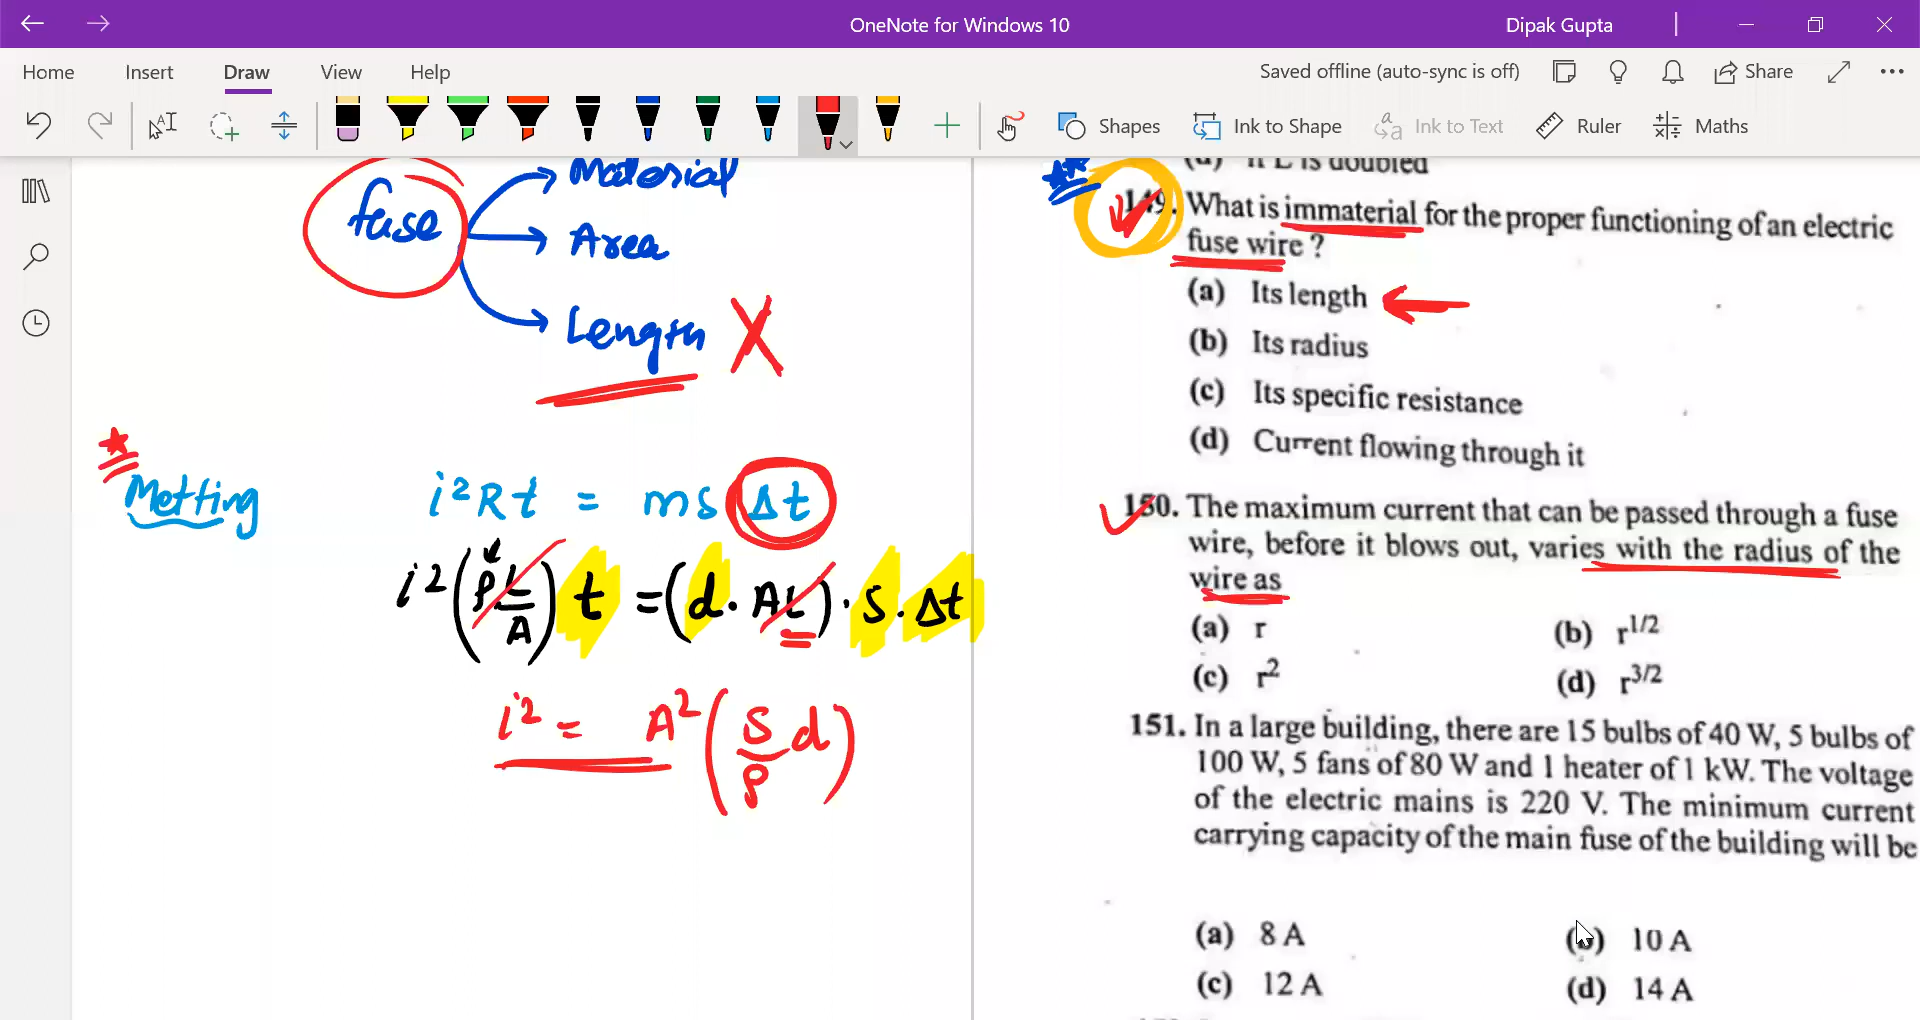 OneNote for Windows 10
Dipak Gupta
Home Insert Draw View Help
Saved offline (auto-sync is off)
Share
Shapes
Ink to Shape
Ink to Text
Ruler
Maths
fuse
Material
Area
Length X
Metting
i²Rt = ms Δt
i²(ρL/A) t = (d. AL). s. Δt
i² = A² (S/ρ d)
(d) if L is doubled
149. What is immaterial for the proper functioning of an electric
fuse wire ?
(a) Its length
(b) Its radius
(c) Its specific resistance
(d) Current flowing through it
150. The maximum current that can be passed through a fuse
wire, before it blows out, varies with the radius of the
wire as
(a) r (b) r^1/2
(c) r² (d) r^3/2
151. In a large building, there are 15 bulbs of 40 W, 5 bulbs of
100 W, 5 fans of 80 W and 1 heater of 1 kW. The voltage
of the electric mains is 220 V. The minimum current
carrying capacity of the main fuse of the building will be
(a) 8 A (b) 10 A
(c) 12 A (d) 14 A